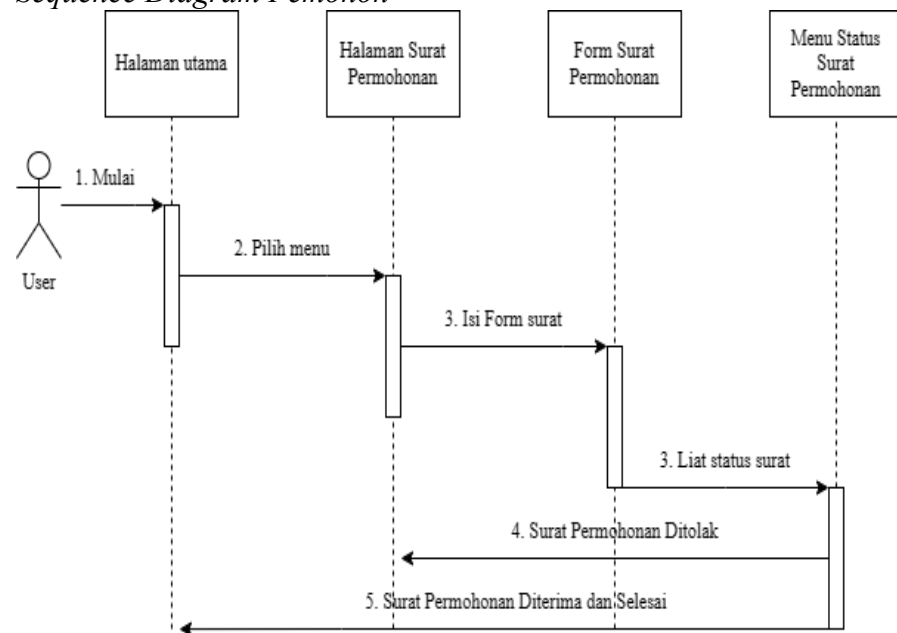 Sequence Diagram Pemohon
Halaman utama
Halaman Surat
Permohonan
Form Surat
Permohonan
Menu Status
Surat
Permohonan
1. Mulai
User
2. Pilih menu
3. Isi Form surat
3. Liat status surat
4. Surat Permohonan Ditolak
5. Surat Permohonan Diterima dan Selesai